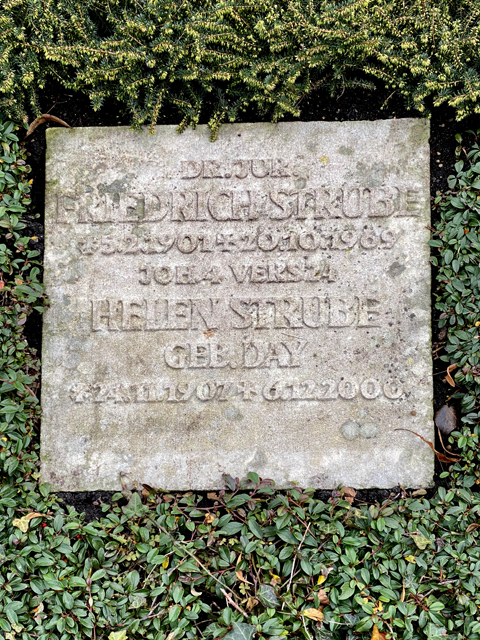 DR. JUR.
FRIEDRICH STRUBE
*5.2.1901 + 20.10.1969
JOH. 4 VERS 24
HELEN STRUBE
GEB. DAY
*24.11.1907 + 6.12.2000